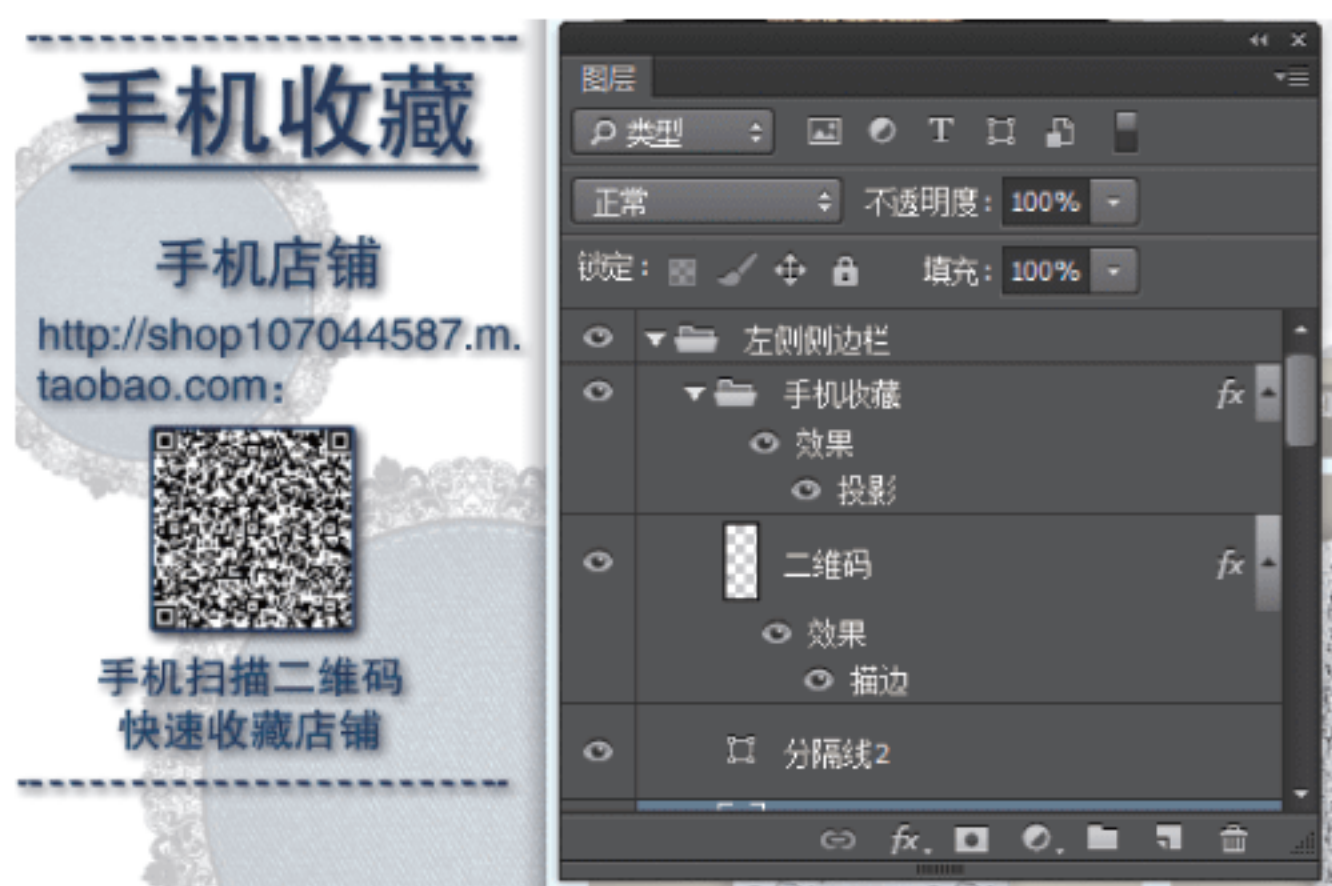 手机收藏
手机店铺
http://shop107044587.m.
taobao.com:
手机扫描二维码
快速收藏店铺
图层
类型
T
正常
不透明度: 100%
锁定:
填充: 100%
左侧侧边栏
手机收藏
fx
效果
投影
二维码
fx
效果
描边
分隔线2
fx.